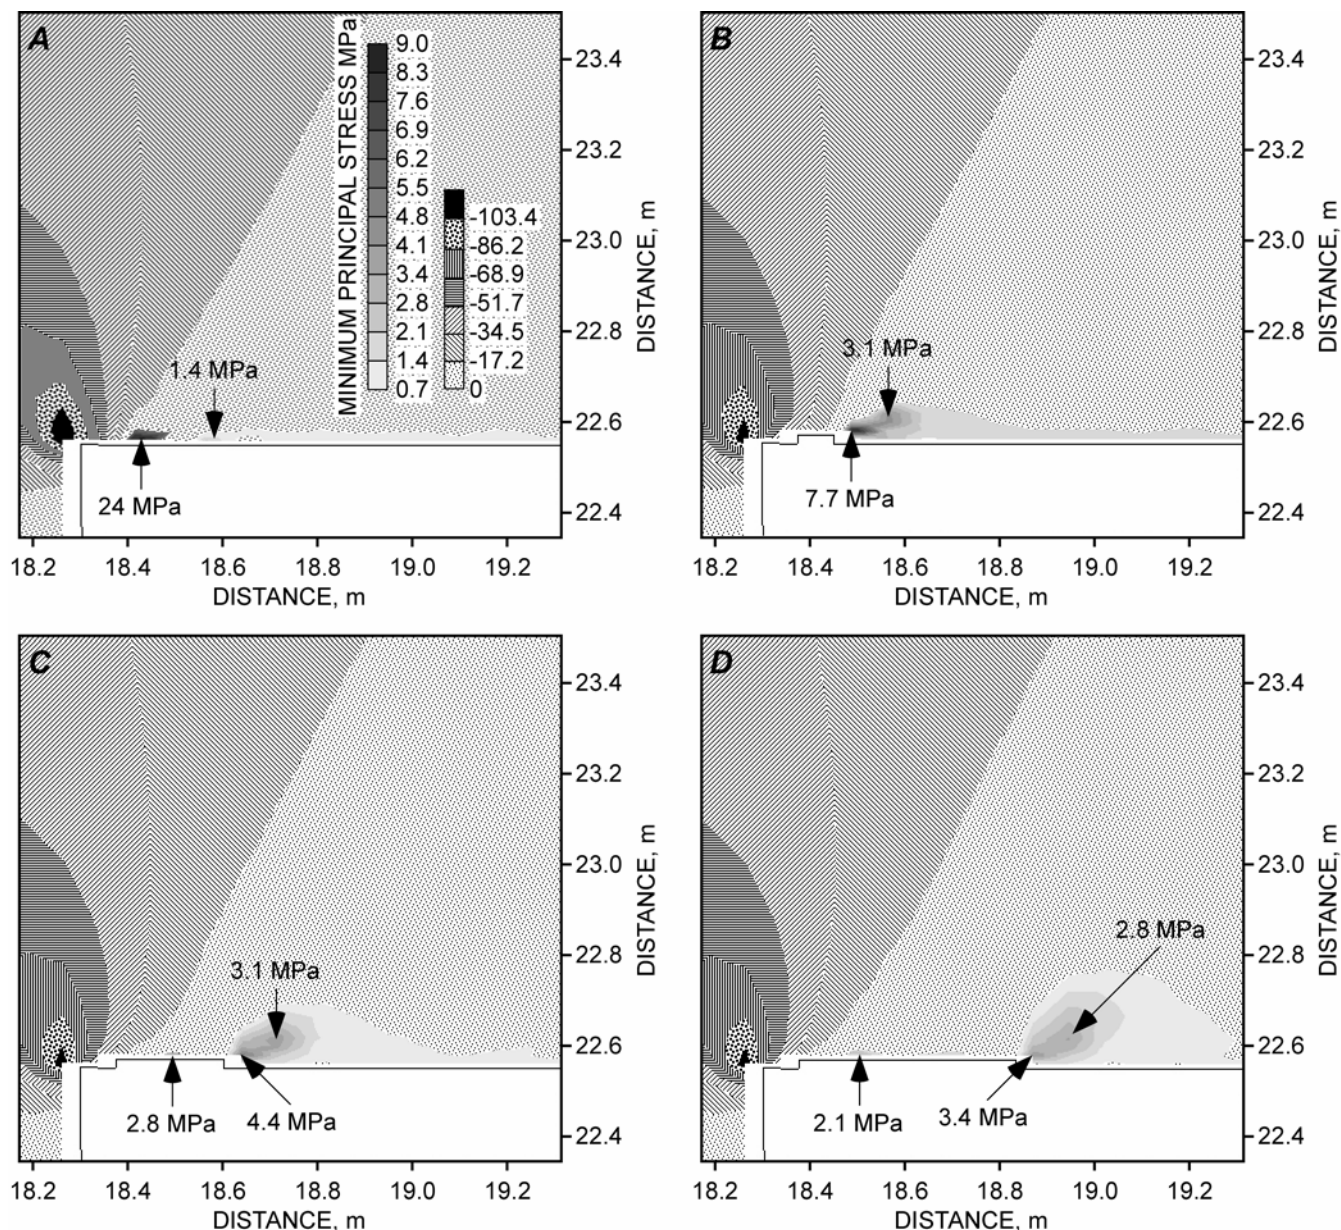 A
MINIMUM PRINCIPAL STRESS MPa
9.0
8.3
7.6
6.9
6.2
5.5
4.8
4.1
3.4
2.8
2.1
1.4
0.7
-103.4
-86.2
-68.9
-51.7
-34.5
-17.2
0
1.4 MPa
24 MPa
23.4
23.2
23.0
22.8
22.6
22.4
DISTANCE, m
18.2 18.4 18.6 18.8 19.0 19.2
DISTANCE, m
B
3.1 MPa
7.7 MPa
23.4
23.2
23.0
22.8
22.6
22.4
DISTANCE, m
18.2 18.4 18.6 18.8 19.0 19.2
DISTANCE, m
C
3.1 MPa
2.8 MPa
4.4 MPa
23.4
23.2
23.0
22.8
22.6
22.4
DISTANCE, m
18.2 18.4 18.6 18.8 19.0 19.2
DISTANCE, m
D
2.8 MPa
2.1 MPa
3.4 MPa
23.4
23.2
23.0
22.8
22.6
22.4
DISTANCE, m
18.2 18.4 18.6 18.8 19.0 19.2
DISTANCE, m